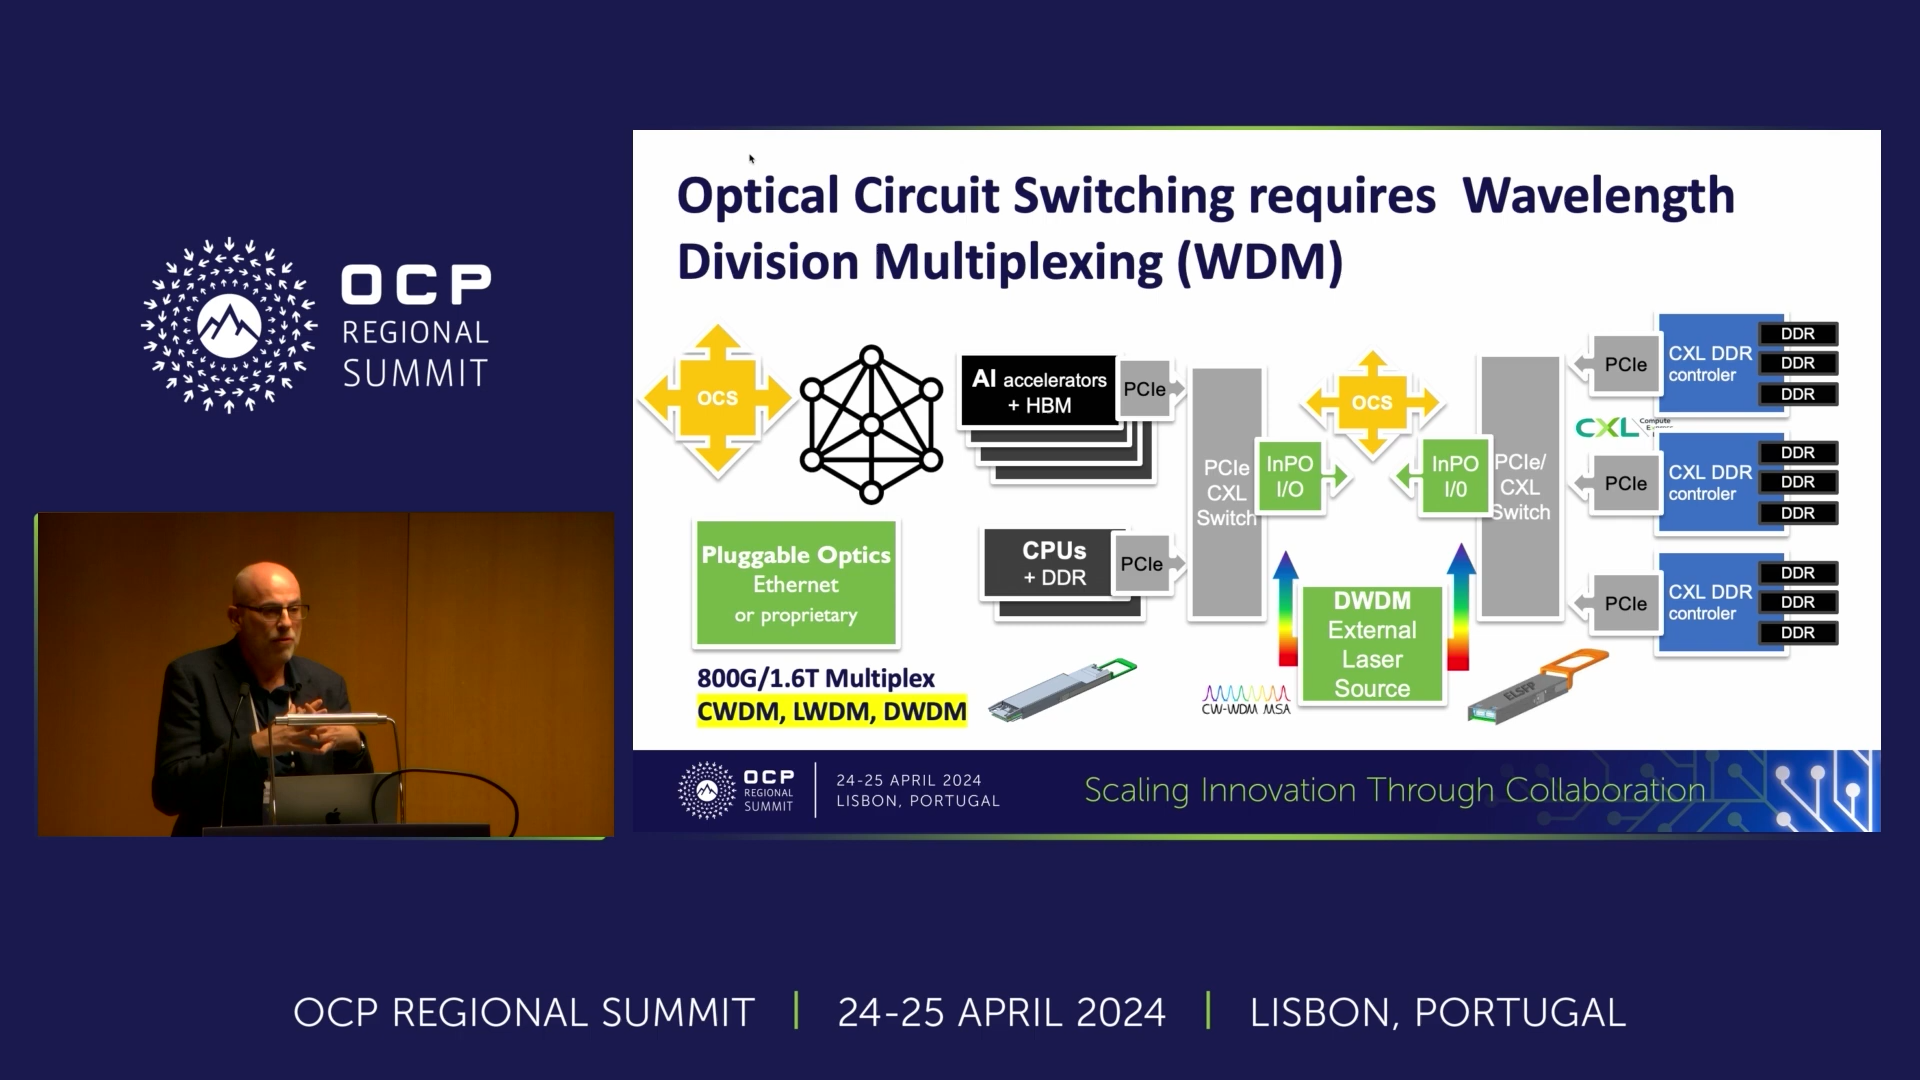 OCP
REGIONAL
SUMMIT
Optical Circuit Switching requires Wavelength
Division Multiplexing (WDM)
OCS
AI accelerators
+ HBM
PCIe
CPUs
+ DDR
PCIe
PCIe
CXL
Switch
InPO
I/O
OCS
InPO
I/0
PCIe/
CXL
Switch
PCIe
CXL DDR
controler
DDR
DDR
DDR
CXL
Compute
PCIe
CXL DDR
controler
DDR
DDR
DDR
PCIe
CXL DDR
controler
DDR
DDR
DDR
Pluggable Optics
Ethernet
or proprietary
800G/1.6T Multiplex
CWDM, LWDM, DWDM
CW-WDM MSA
DWDM
External
Laser
Source
ELSFP
OCP
REGIONAL
SUMMIT
24-25 APRIL 2024
LISBON, PORTUGAL
Scaling Innovation Through Collaboration
OCP REGIONAL SUMMIT | 24-25 APRIL 2024 | LISBON, PORTUGAL